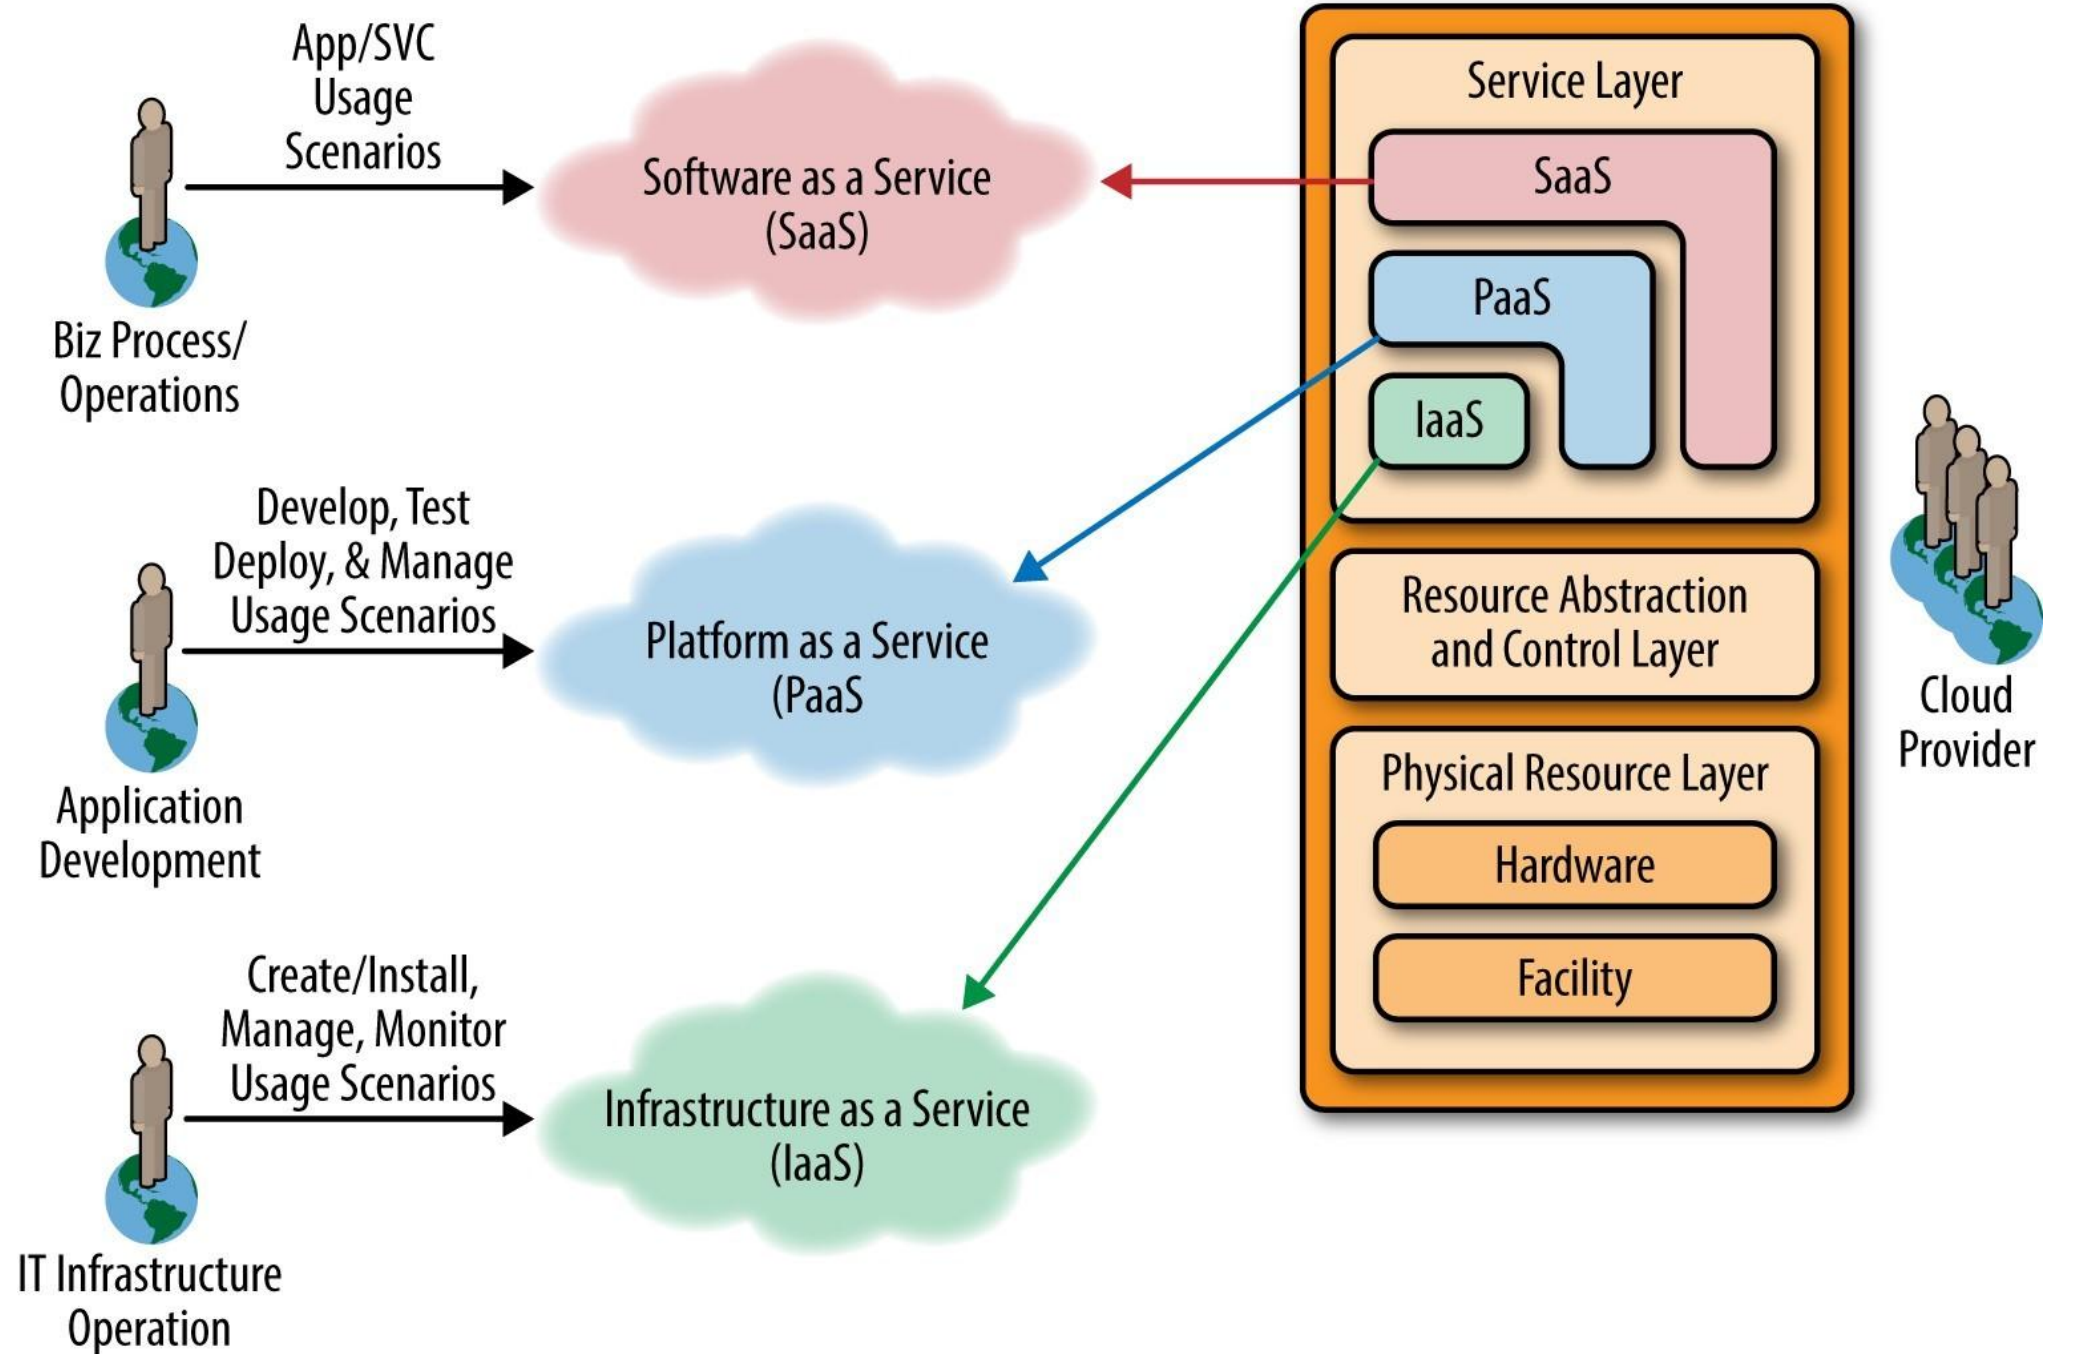 App/SVC
Usage
Scenarios
Biz Process/
Operations
Software as a Service
(SaaS)
Develop, Test
Deploy, & Manage
Usage Scenarios
Application
Development
Platform as a Service
(PaaS
Create/Install,
Manage, Monitor
Usage Scenarios
IT Infrastructure
Operation
Infrastructure as a Service
(IaaS)
Service Layer
SaaS
PaaS
IaaS
Resource Abstraction
and Control Layer
Physical Resource Layer
Hardware
Facility
Cloud
Provider